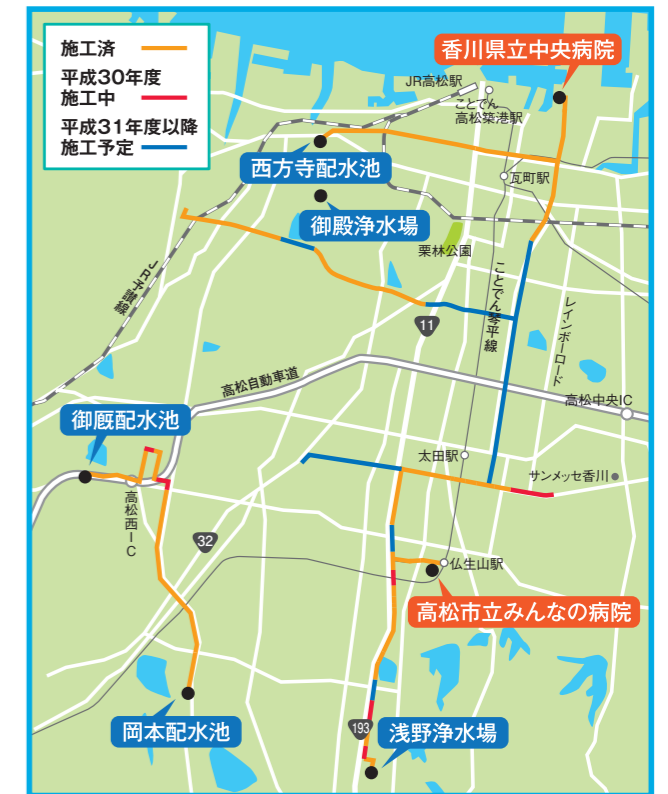 施工済
平成30年度
施工中
平成31年度以降
施工予定
香川県立中央病院
JR高松駅
ことでん
高松築港駅
西方寺配水池
瓦町駅
御殿浄水場
栗林公園
JR予讃線
ことでん琴平線
レインボーロード
11
高松自動車道
高松中央IC
御厩配水池
太田駅
サンメッセ香川
高松西IC
32
仏生山駅
高松市立みんなの病院
岡本配水池
193
浅野浄水場